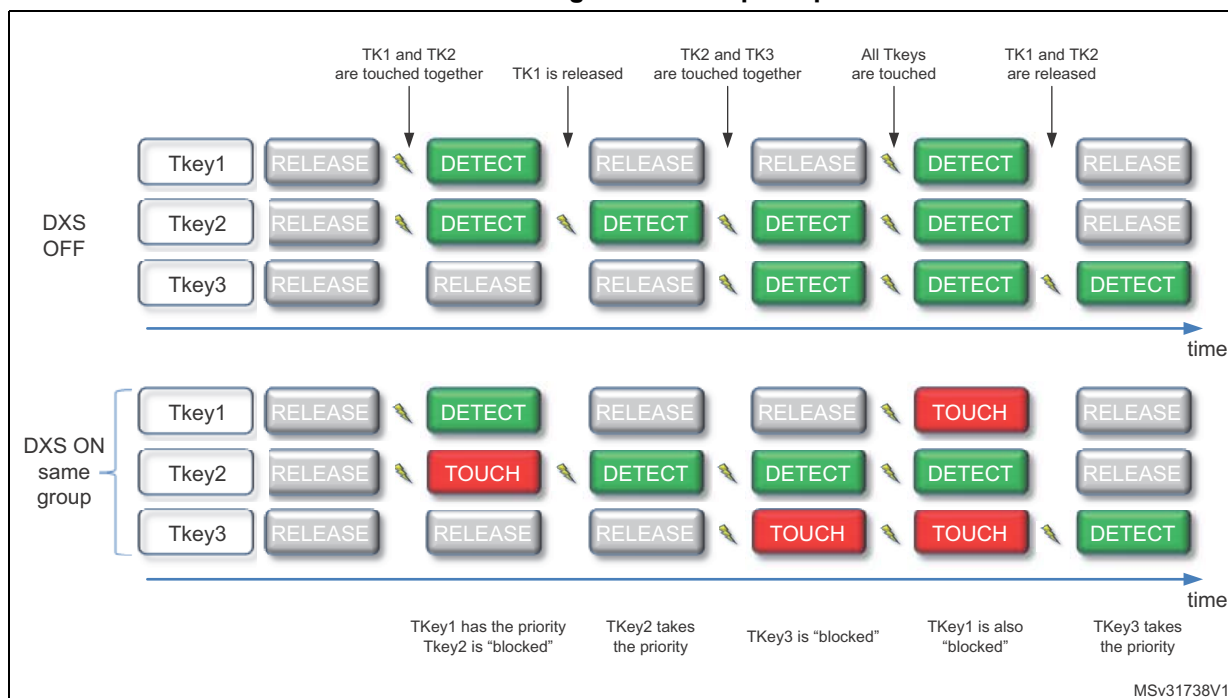 TK1 and TK2 are touched together
TK1 is released
TK2 and TK3 are touched together
All Tkeys are touched
TK1 and TK2 are released
DXS OFF
Tkey1 RELEASE DETECT RELEASE RELEASE DETECT RELEASE
Tkey2 RELEASE DETECT DETECT DETECT DETECT RELEASE
Tkey3 RELEASE RELEASE RELEASE DETECT DETECT DETECT
time
DXS ON same group
Tkey1 RELEASE DETECT RELEASE RELEASE TOUCH RELEASE
Tkey2 RELEASE TOUCH DETECT DETECT DETECT RELEASE
Tkey3 RELEASE RELEASE RELEASE TOUCH TOUCH DETECT
time
TKey1 has the priority
Tkey2 is “blocked”
TKey2 takes the priority
TKey3 is “blocked”
TKey1 is also “blocked”
TKey3 takes the priority
MSv31738V1